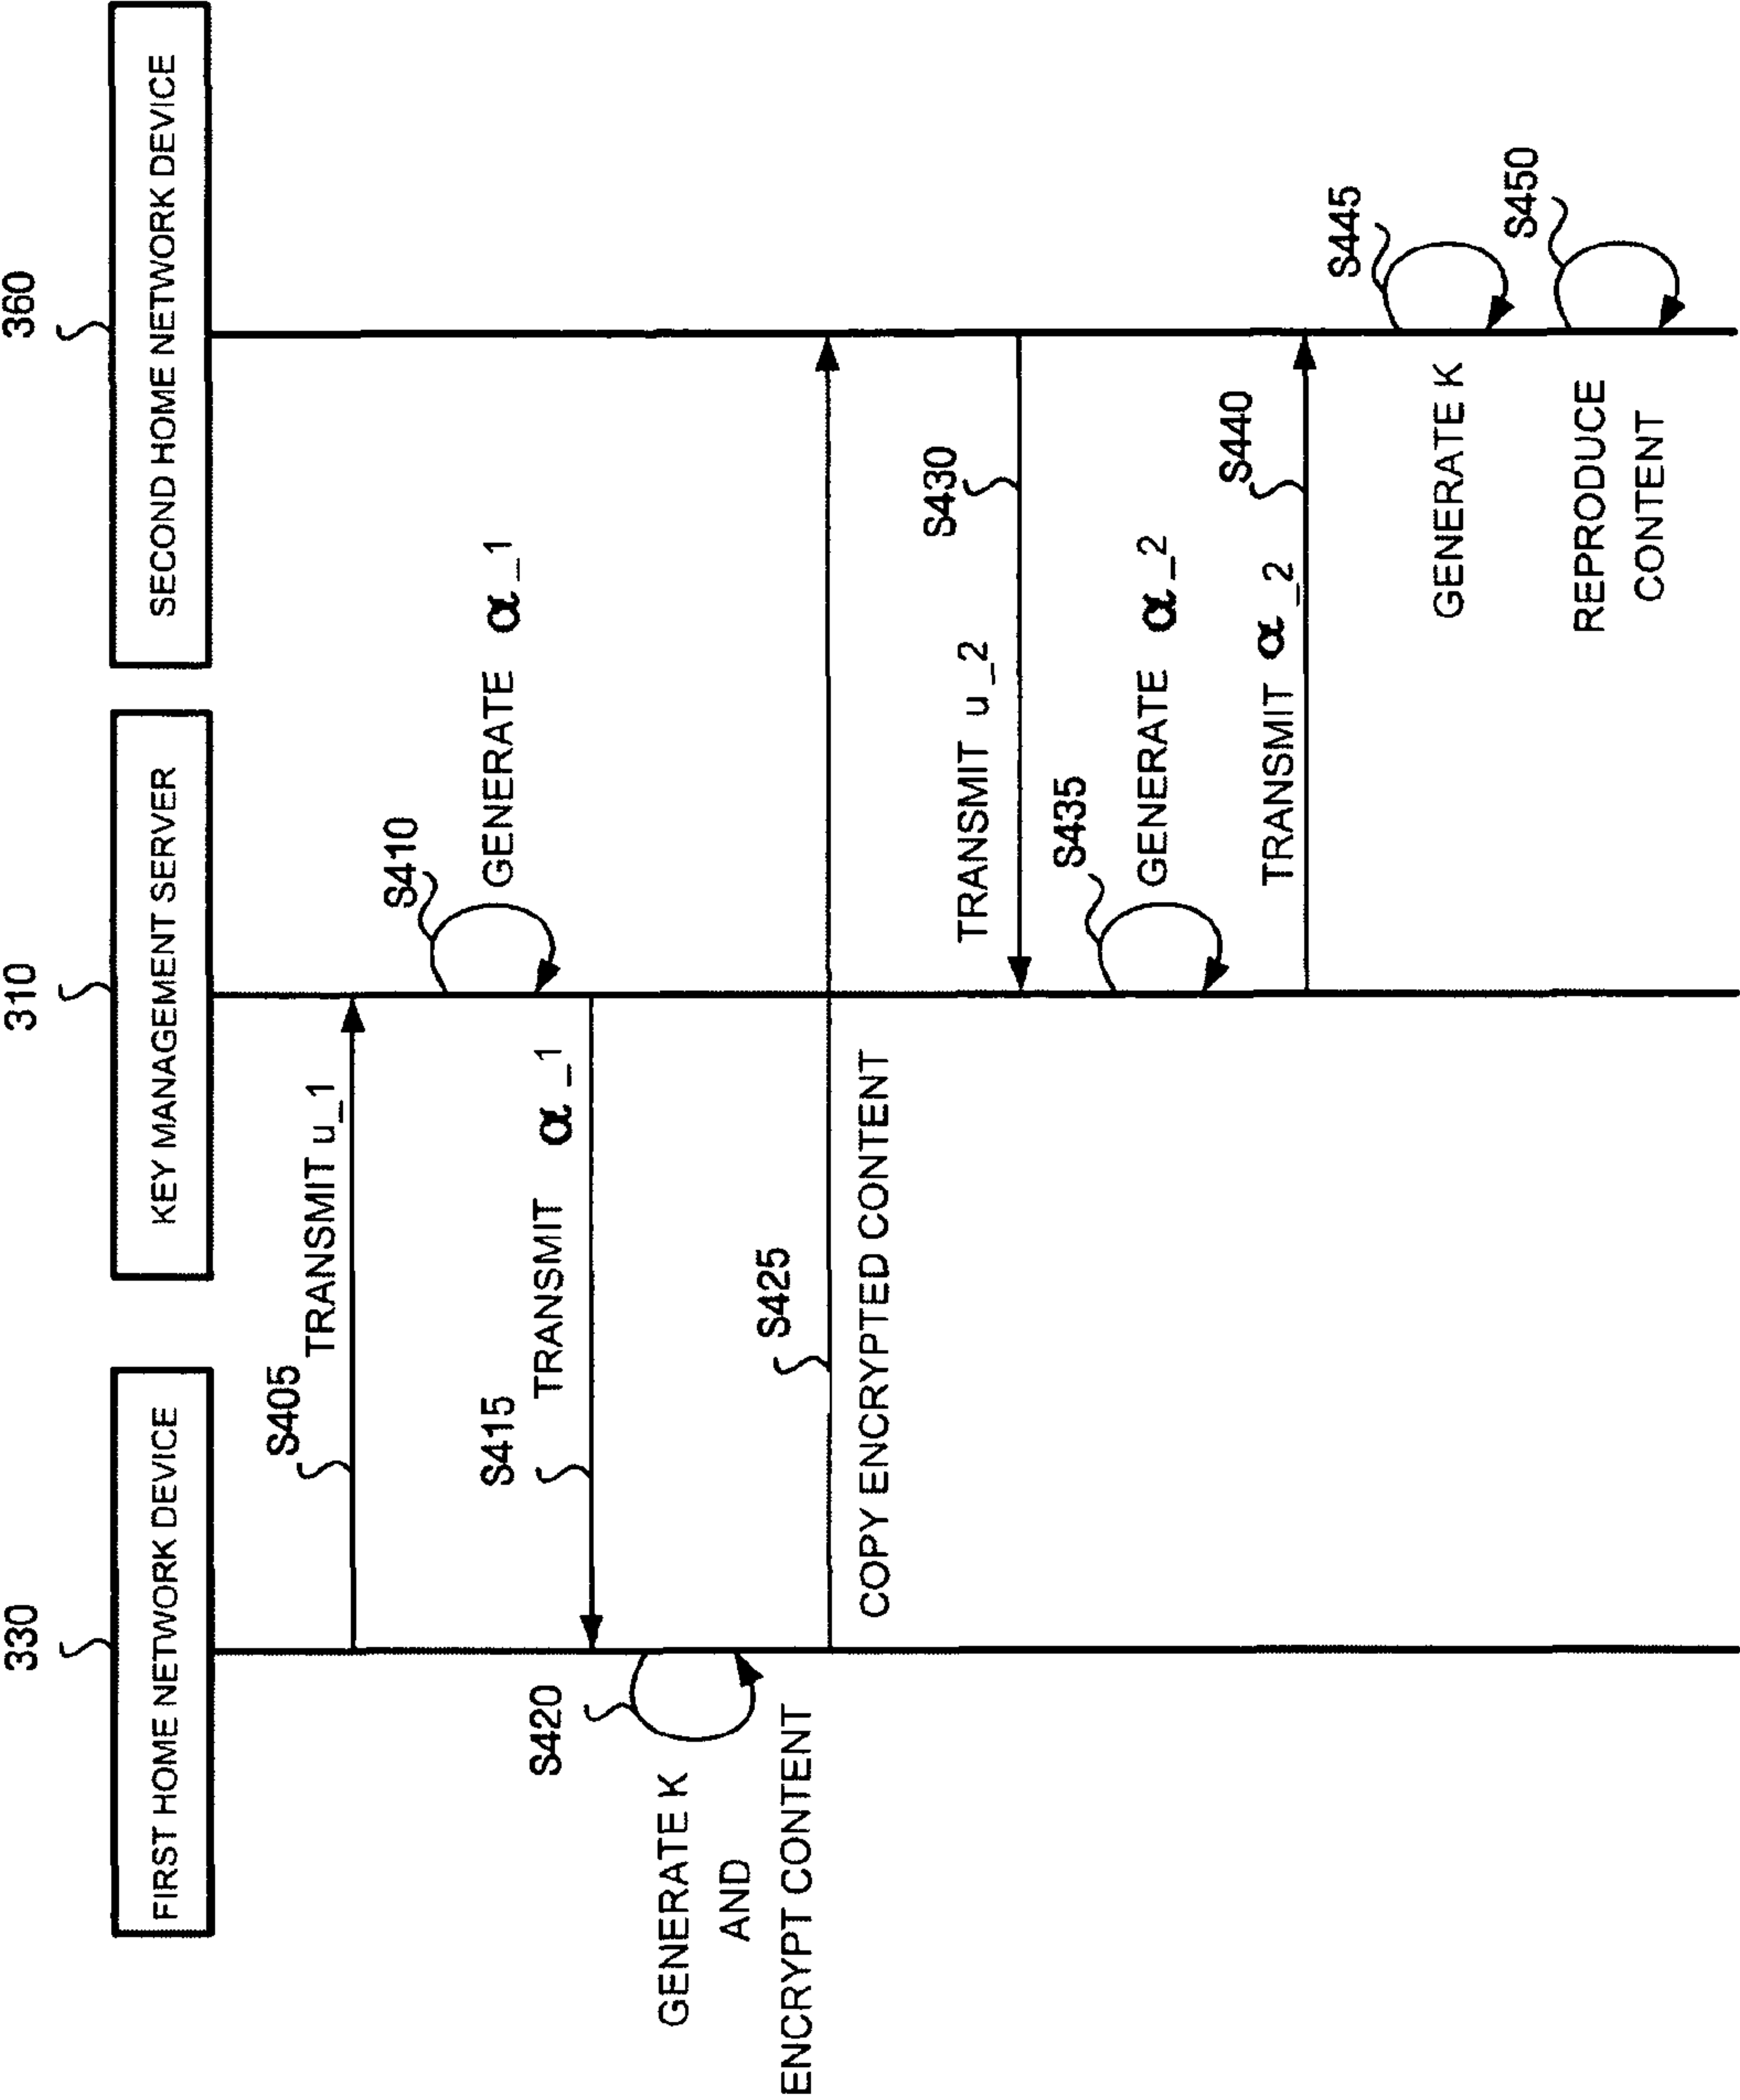 330
310
360
FIRST HOME NETWORK DEVICE
KEY MANAGEMENT SERVER
SECOND HOME NETWORK DEVICE
S405
TRANSMIT u_1
S410
GENERATE α_1
S415
TRANSMIT α_1
S420
GENERATE K
AND
ENCRYPT CONTENT
S425
COPY ENCRYPTED CONTENT
S430
TRANSMIT u_2
S435
GENERATE α_2
S440
TRANSMIT α_2
S445
GENERATE K
S450
REPRODUCE
CONTENT